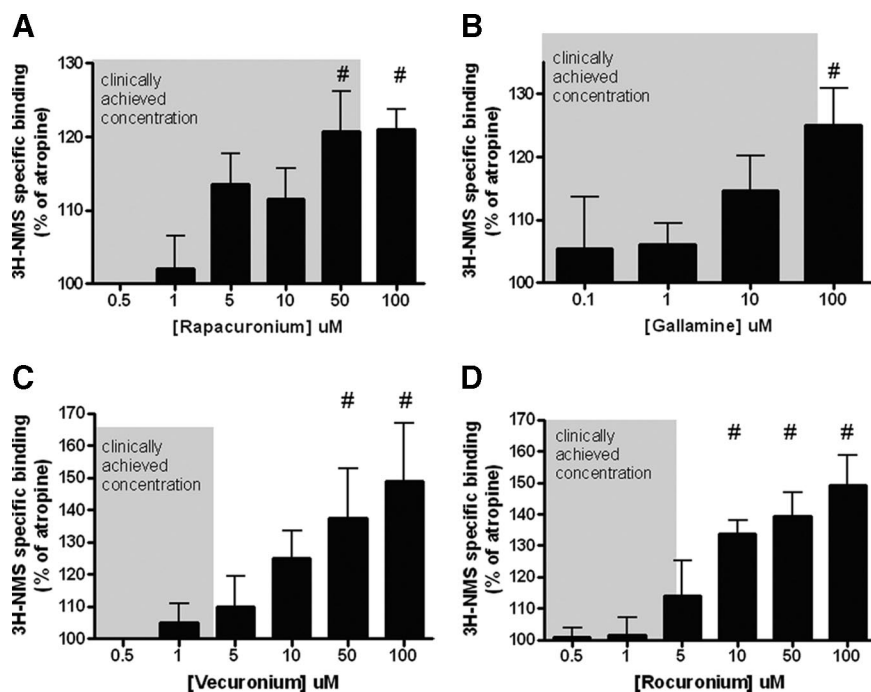 A
3H-NMS specific binding
(% of atropine)
130
120
110
100
clinically
achieved
concentration
#
#
0.5 1 5 10 50 100
[Rapacuronium] uM
B
3H-NMS specific binding
(% of atropine)
135
125
115
105
100
clinically
achieved
concentration
#
0.1 1 10 100
[Gallamine] uM
C
3H-NMS specific binding
(% of atropine)
170
160
150
140
130
120
110
100
clinically
achieved
concentration
#
#
0.5 1 5 10 50 100
[Vecuronium] uM
D
3H-NMS specific binding
(% of atropine)
170
160
150
140
130
120
110
100
clinically
achieved
concentration
#
#
#
0.5 1 5 10 50 100
[Rocuronium] uM